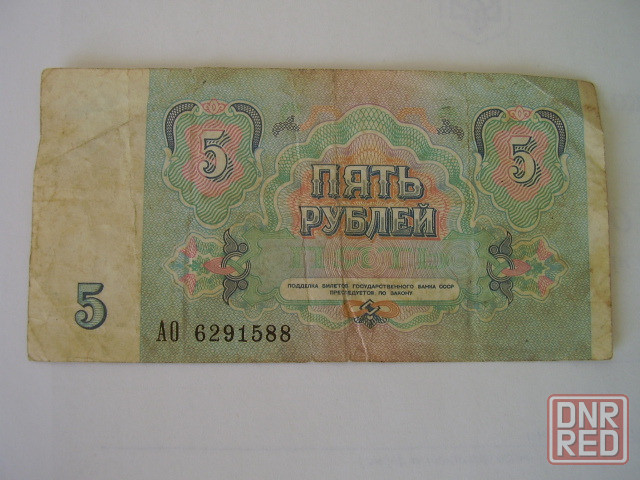 5 5
ПЯТЬ
РУБЛЕЙ
ПОДДЕЛКА БИЛЕТОВ ГОСУДАРСТВЕННОГО БАНКА СССР
ПРЕСЛЕДУЕТСЯ ПО ЗАКОНУ
5
АО 6291588
DNR
RED